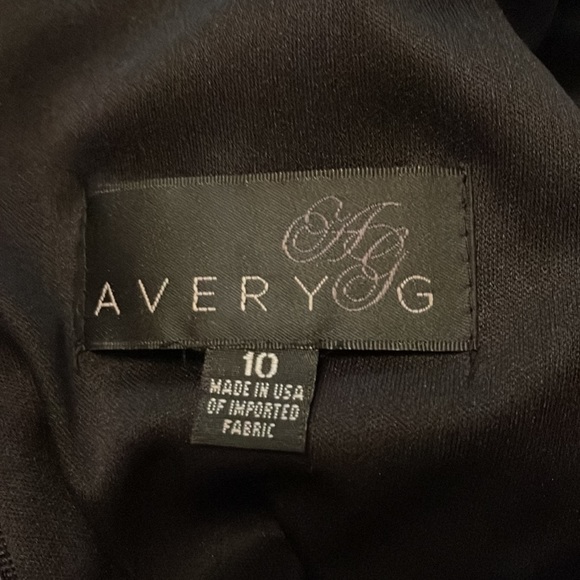 AG
AVERY G
10
MADE IN USA
OF IMPORTED
FABRIC